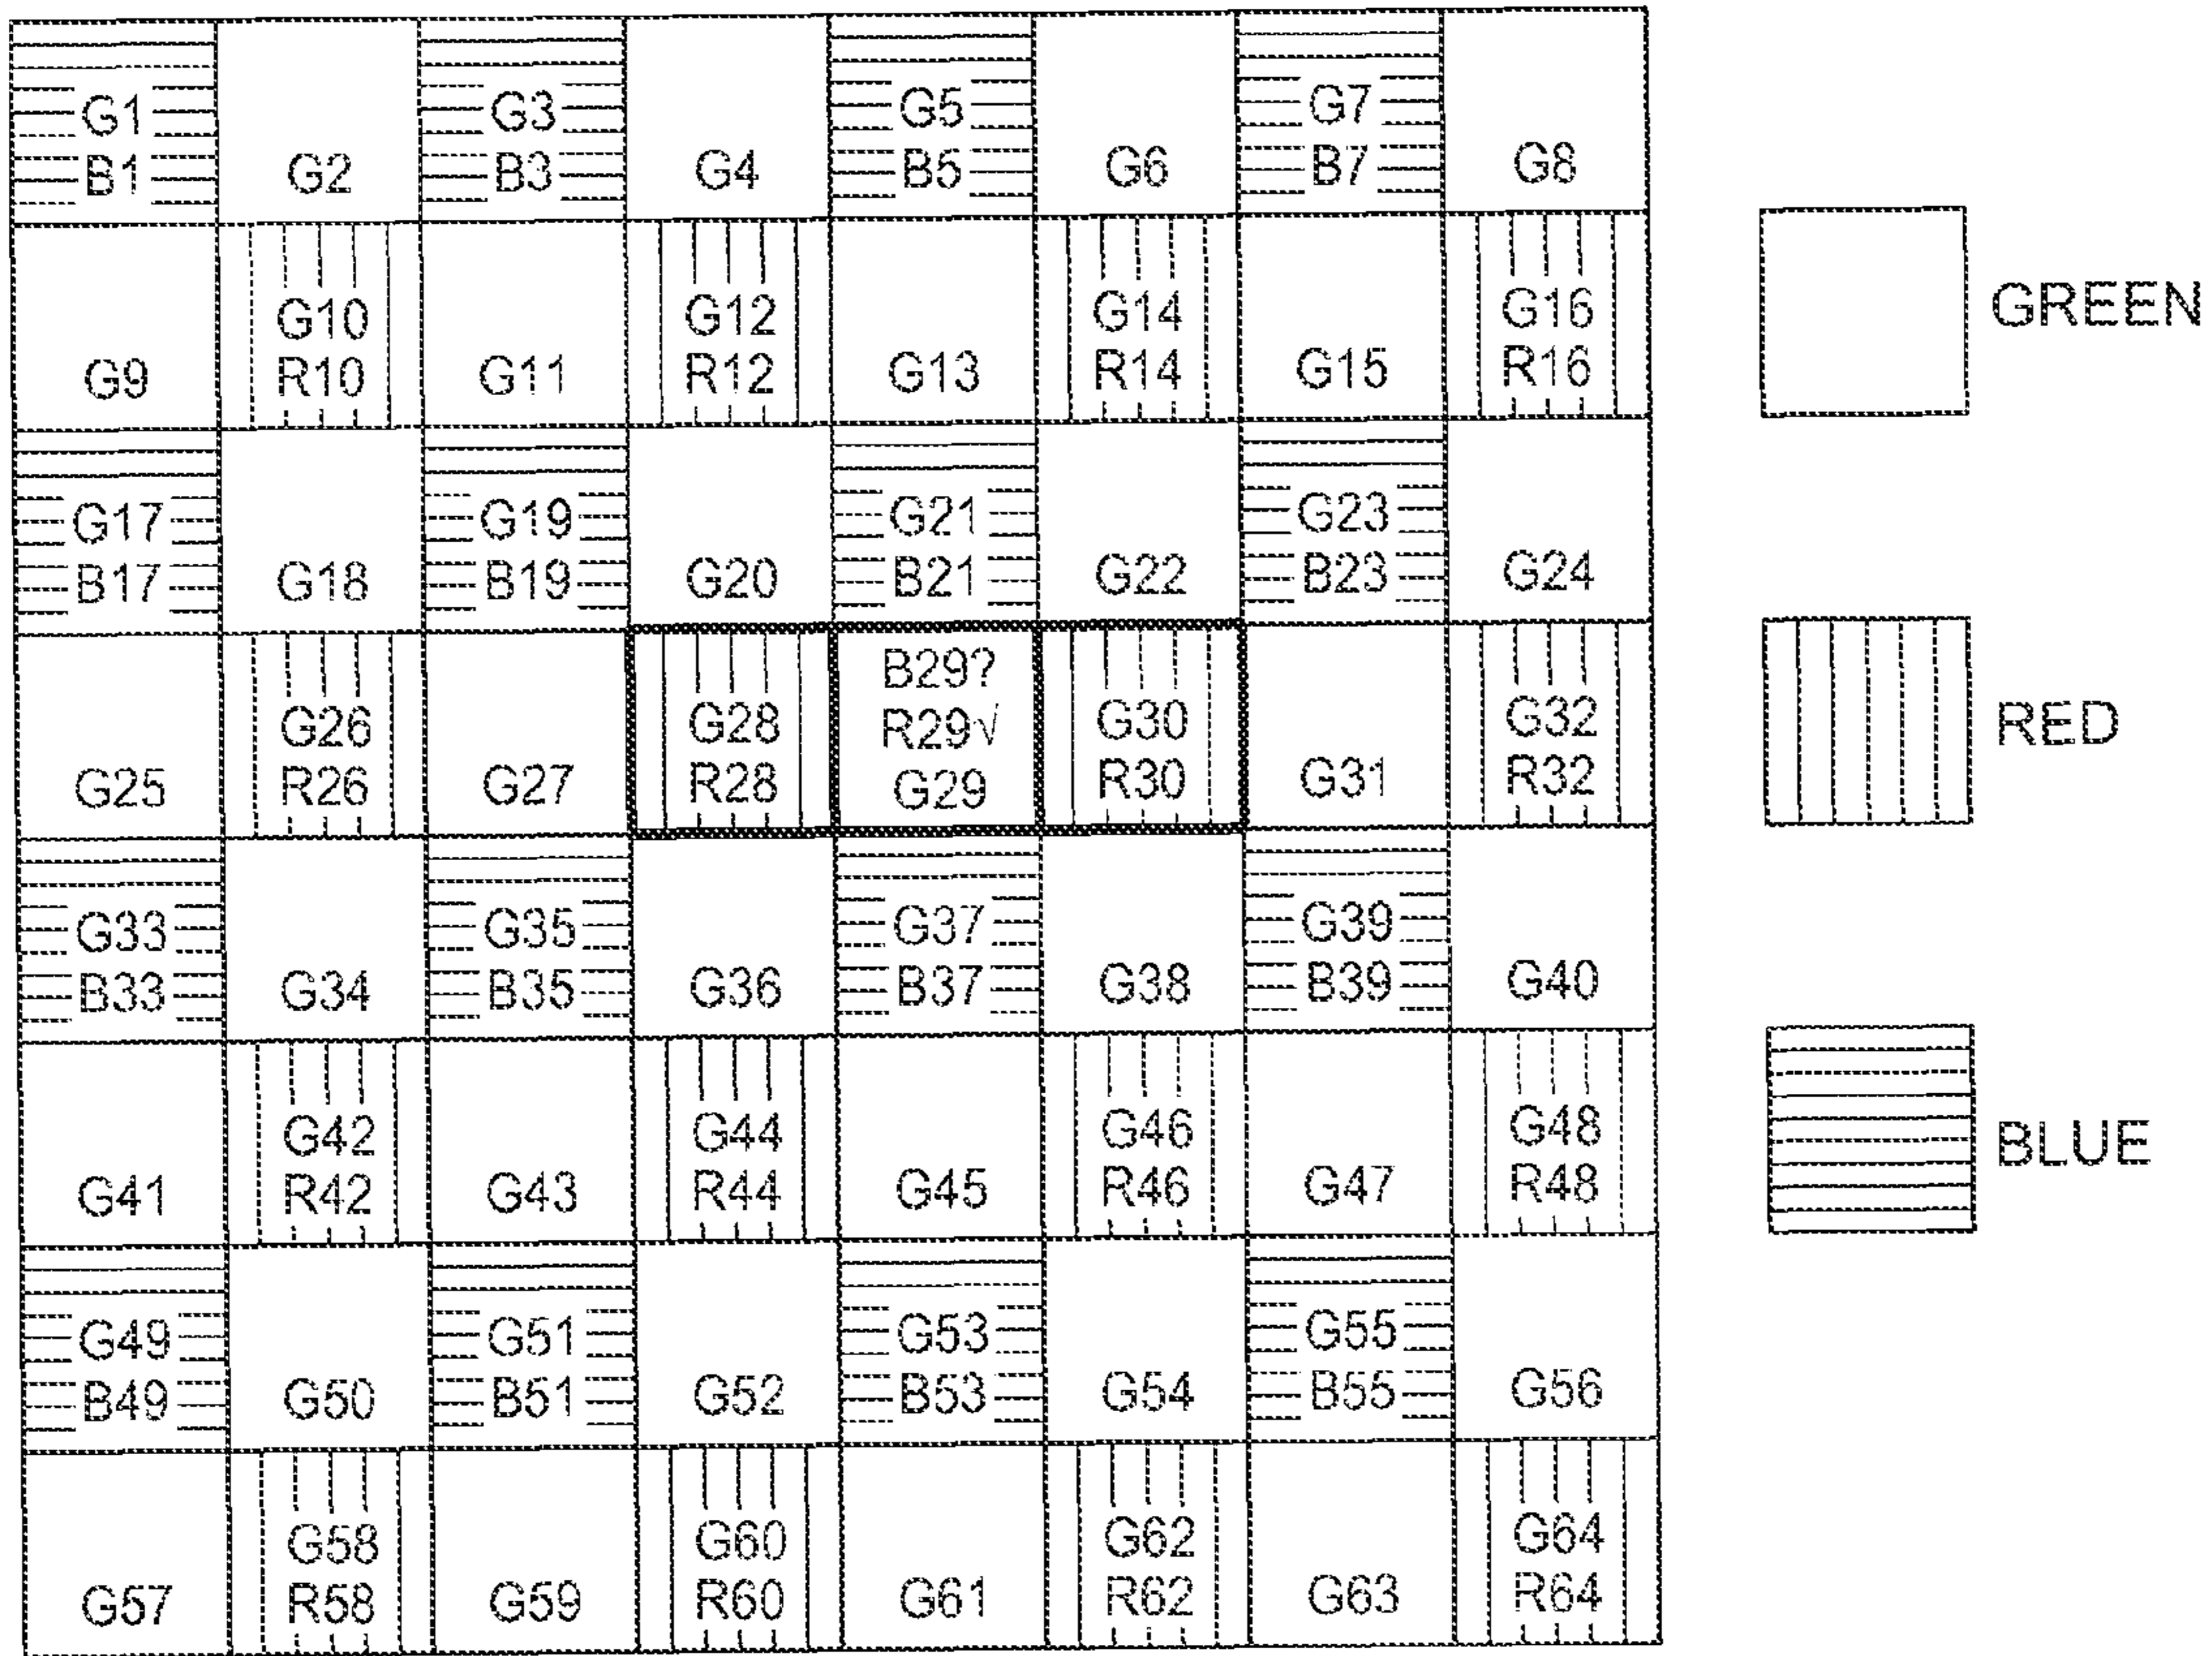 G1 G3 G5 G7
B1 G2 B3 G4 B5 G6 B7 G8
G10 G12 G14 G16 GREEN
G9 R10 G11 R12 G13 R14 G15 R16
G17 G19 G21 G23
B17 G18 B19 G20 B21 G22 B23 G24
B29?
G26 G28 R29√ G30 G32 RED
G25 R26 G27 R28 G29 R30 G31 R32
G33 G35 G37 G39
B33 G34 B35 G36 B37 G38 B39 G40
G42 G44 G46 G48 BLUE
G41 R42 G43 R44 G45 R46 G47 R48
G49 G51 G53 G55
B49 G50 B51 G52 B53 G54 B55 G56
G58 G60 G62 G64
G57 R58 G59 R60 G61 R62 G63 R64